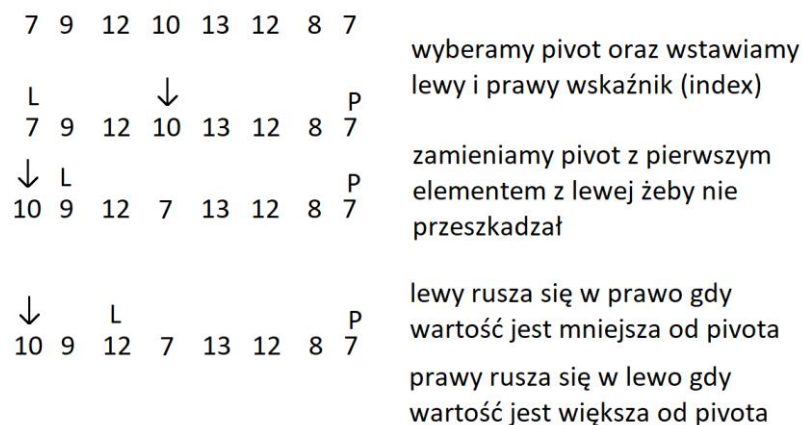 7 9 12 10 13 12 8 7
wyberamy pivot oraz wstawiamy
lewy i prawy wskaźnik (index)
L ↓ P
7 9 12 10 13 12 8 7
zamieniamy pivot z pierwszym
elementem z lewej żeby nie
przeszkadzał
↓ L P
10 9 12 7 13 12 8 7
lewy rusza się w prawo gdy
wartość jest mniejsza od pivota
↓ L P
10 9 12 7 13 12 8 7
prawy rusza się w lewo gdy
wartość jest większa od pivota